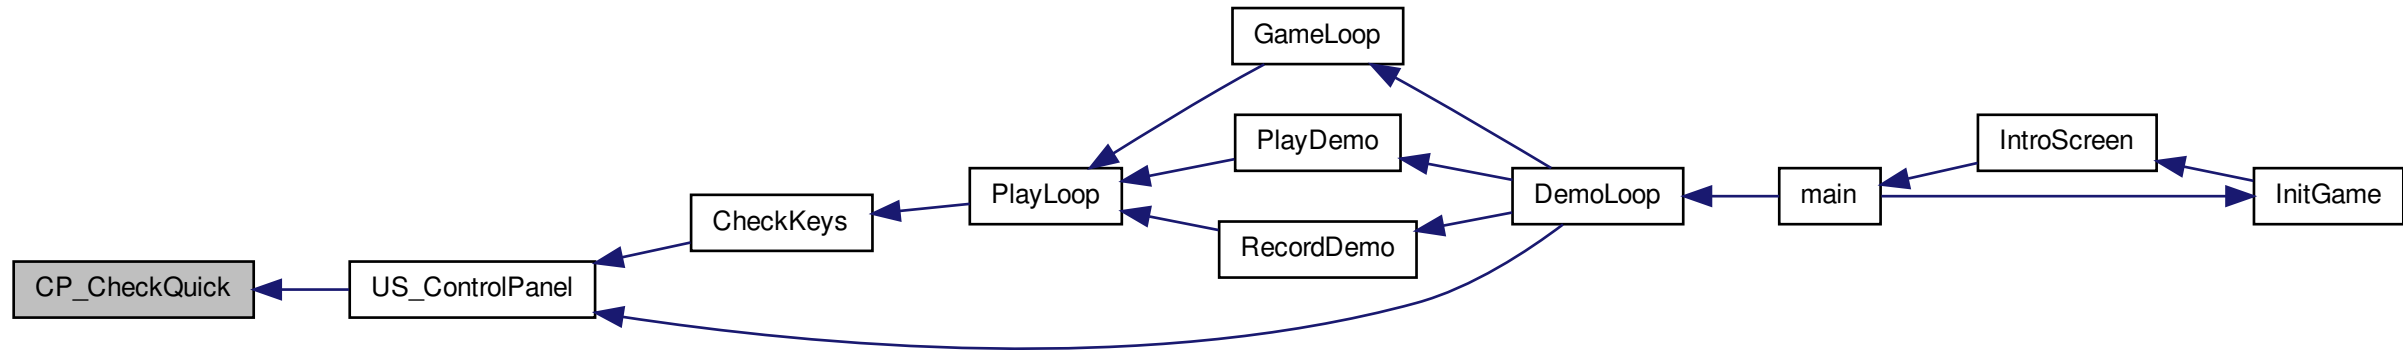 GameLoop
PlayDemo
IntroScreen
PlayLoop
DemoLoop
main
InitGame
CheckKeys
RecordDemo
CP_CheckQuick
US_ControlPanel